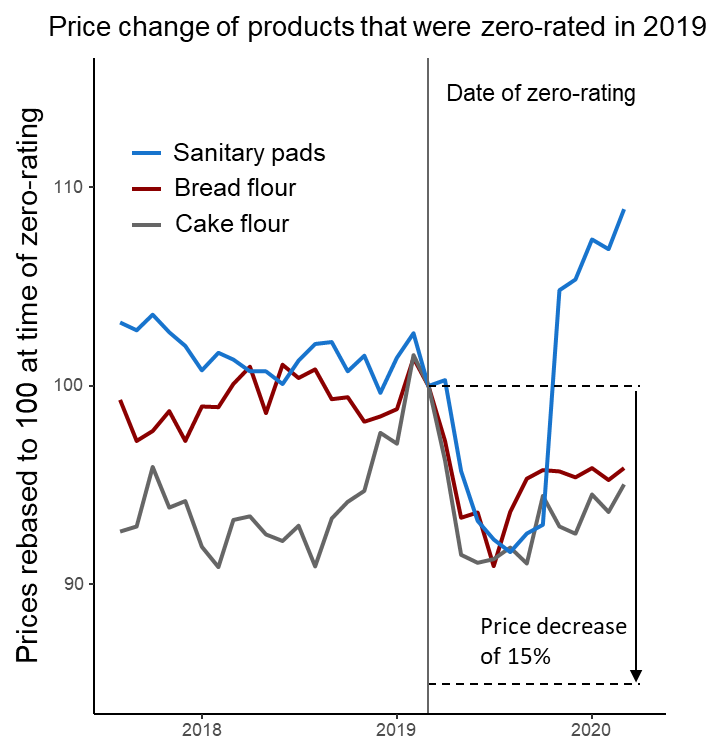 Price change of products that were zero-rated in 2019
Prices rebased to 100 at time of zero-rating
Date of zero-rating
Sanitary pads
Bread flour
Cake flour
110
100
90
Price decrease
of 15%
2018
2019
2020